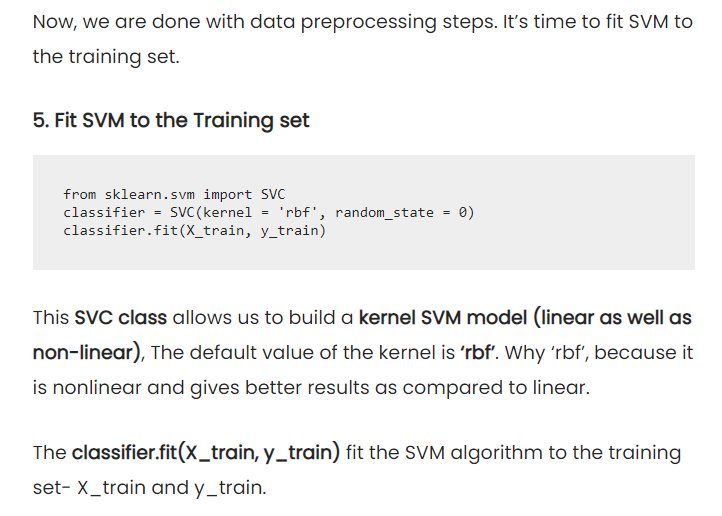 Now, we are done with data preprocessing steps. It’s time to fit SVM to
the training set.
5. Fit SVM to the Training set
from sklearn.svm import SVC
classifier = SVC(kernel = 'rbf', random_state = 0)
classifier.fit(X_train, y_train)
This SVC class allows us to build a kernel SVM model (linear as well as
non-linear), The default value of the kernel is ‘rbf’. Why ‘rbf’, because it
is nonlinear and gives better results as compared to linear.
The classifier.fit(X_train, y_train) fit the SVM algorithm to the training
set- X_train and y_train.